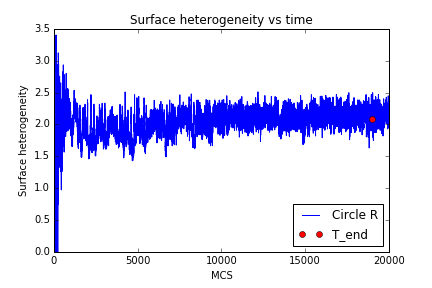 Surface heterogeneity vs time
3.5
3.0
2.5
2.0
1.5
1.0
0.5
0.0
Surface heterogeneity
Circle R
T_end
0
5000
10000
15000
20000
MCS